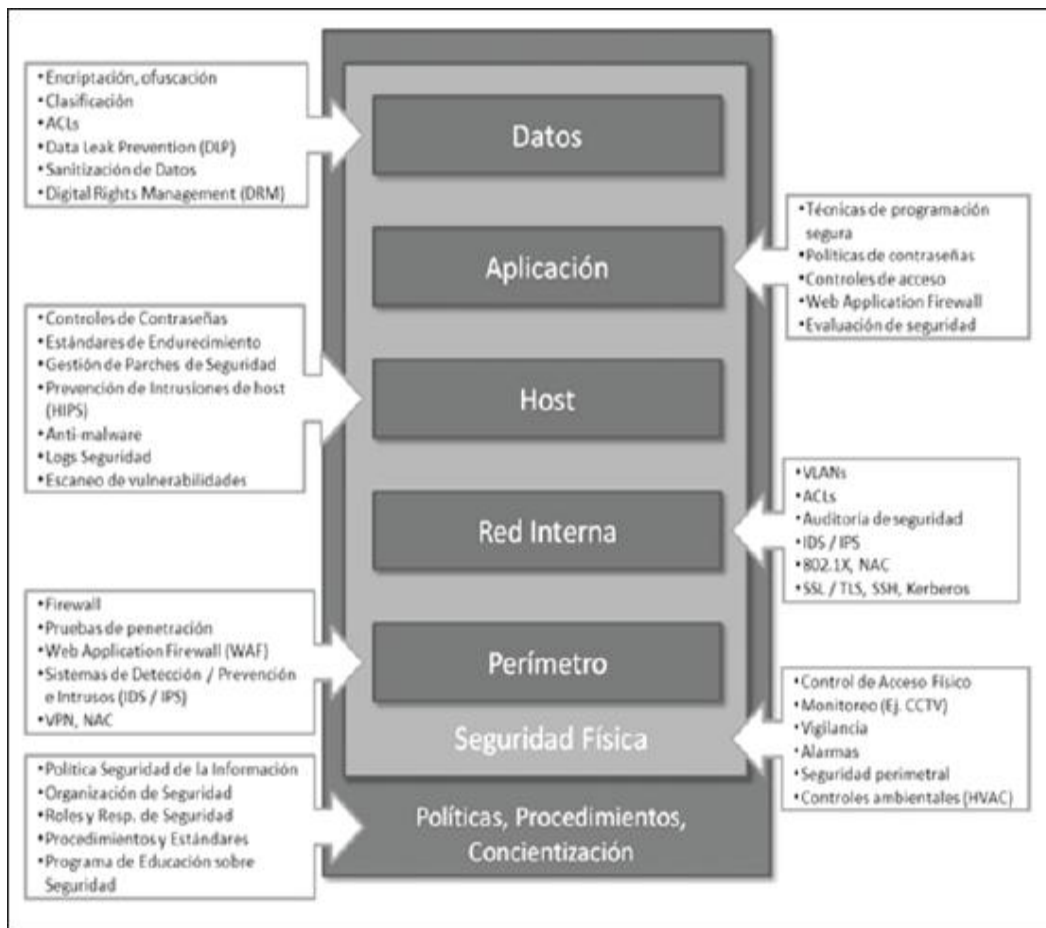 •Encriptación, ofuscación
•Clasificación
•ACLs
•Data Leak Prevention (DLP)
•Sanitización de Datos
•Digital Rights Management (DRM)
Datos
•Técnicas de programación
segura
•Políticas de contraseñas
•Controles de acceso
•Web Application Firewall
•Evaluación de seguridad
Aplicación
•Controles de Contraseñas
•Estándares de Endurecimiento
•Gestión de Parches de Seguridad
•Prevención de Intrusiones de host
(HIPS)
•Anti-malware
•Logs Seguridad
•Escaneo de vulnerabilidades
Host
•VLANs
•ACLs
•Auditoría de seguridad
•IDS / IPS
•802.1X, NAC
•SSL / TLS, SSH, Kerberos
Red Interna
•Firewall
•Pruebas de penetración
•Web Application Firewall (WAF)
•Sistemas de Detección / Prevención
e Intrusos (IDS / IPS)
•VPN, NAC
Perímetro
•Control de Acceso Físico
•Monitoreo (Ej. CCTV)
•Vigilancia
•Alarmas
•Seguridad perimetral
•Controles ambientales (HVAC)
Seguridad Física
•Política Seguridad de la Información
•Organización de Seguridad
•Roles y Resp. de Seguridad
•Procedimientos y Estándares
•Programa de Educación sobre
Seguridad
Políticas, Procedimientos,
Concientización